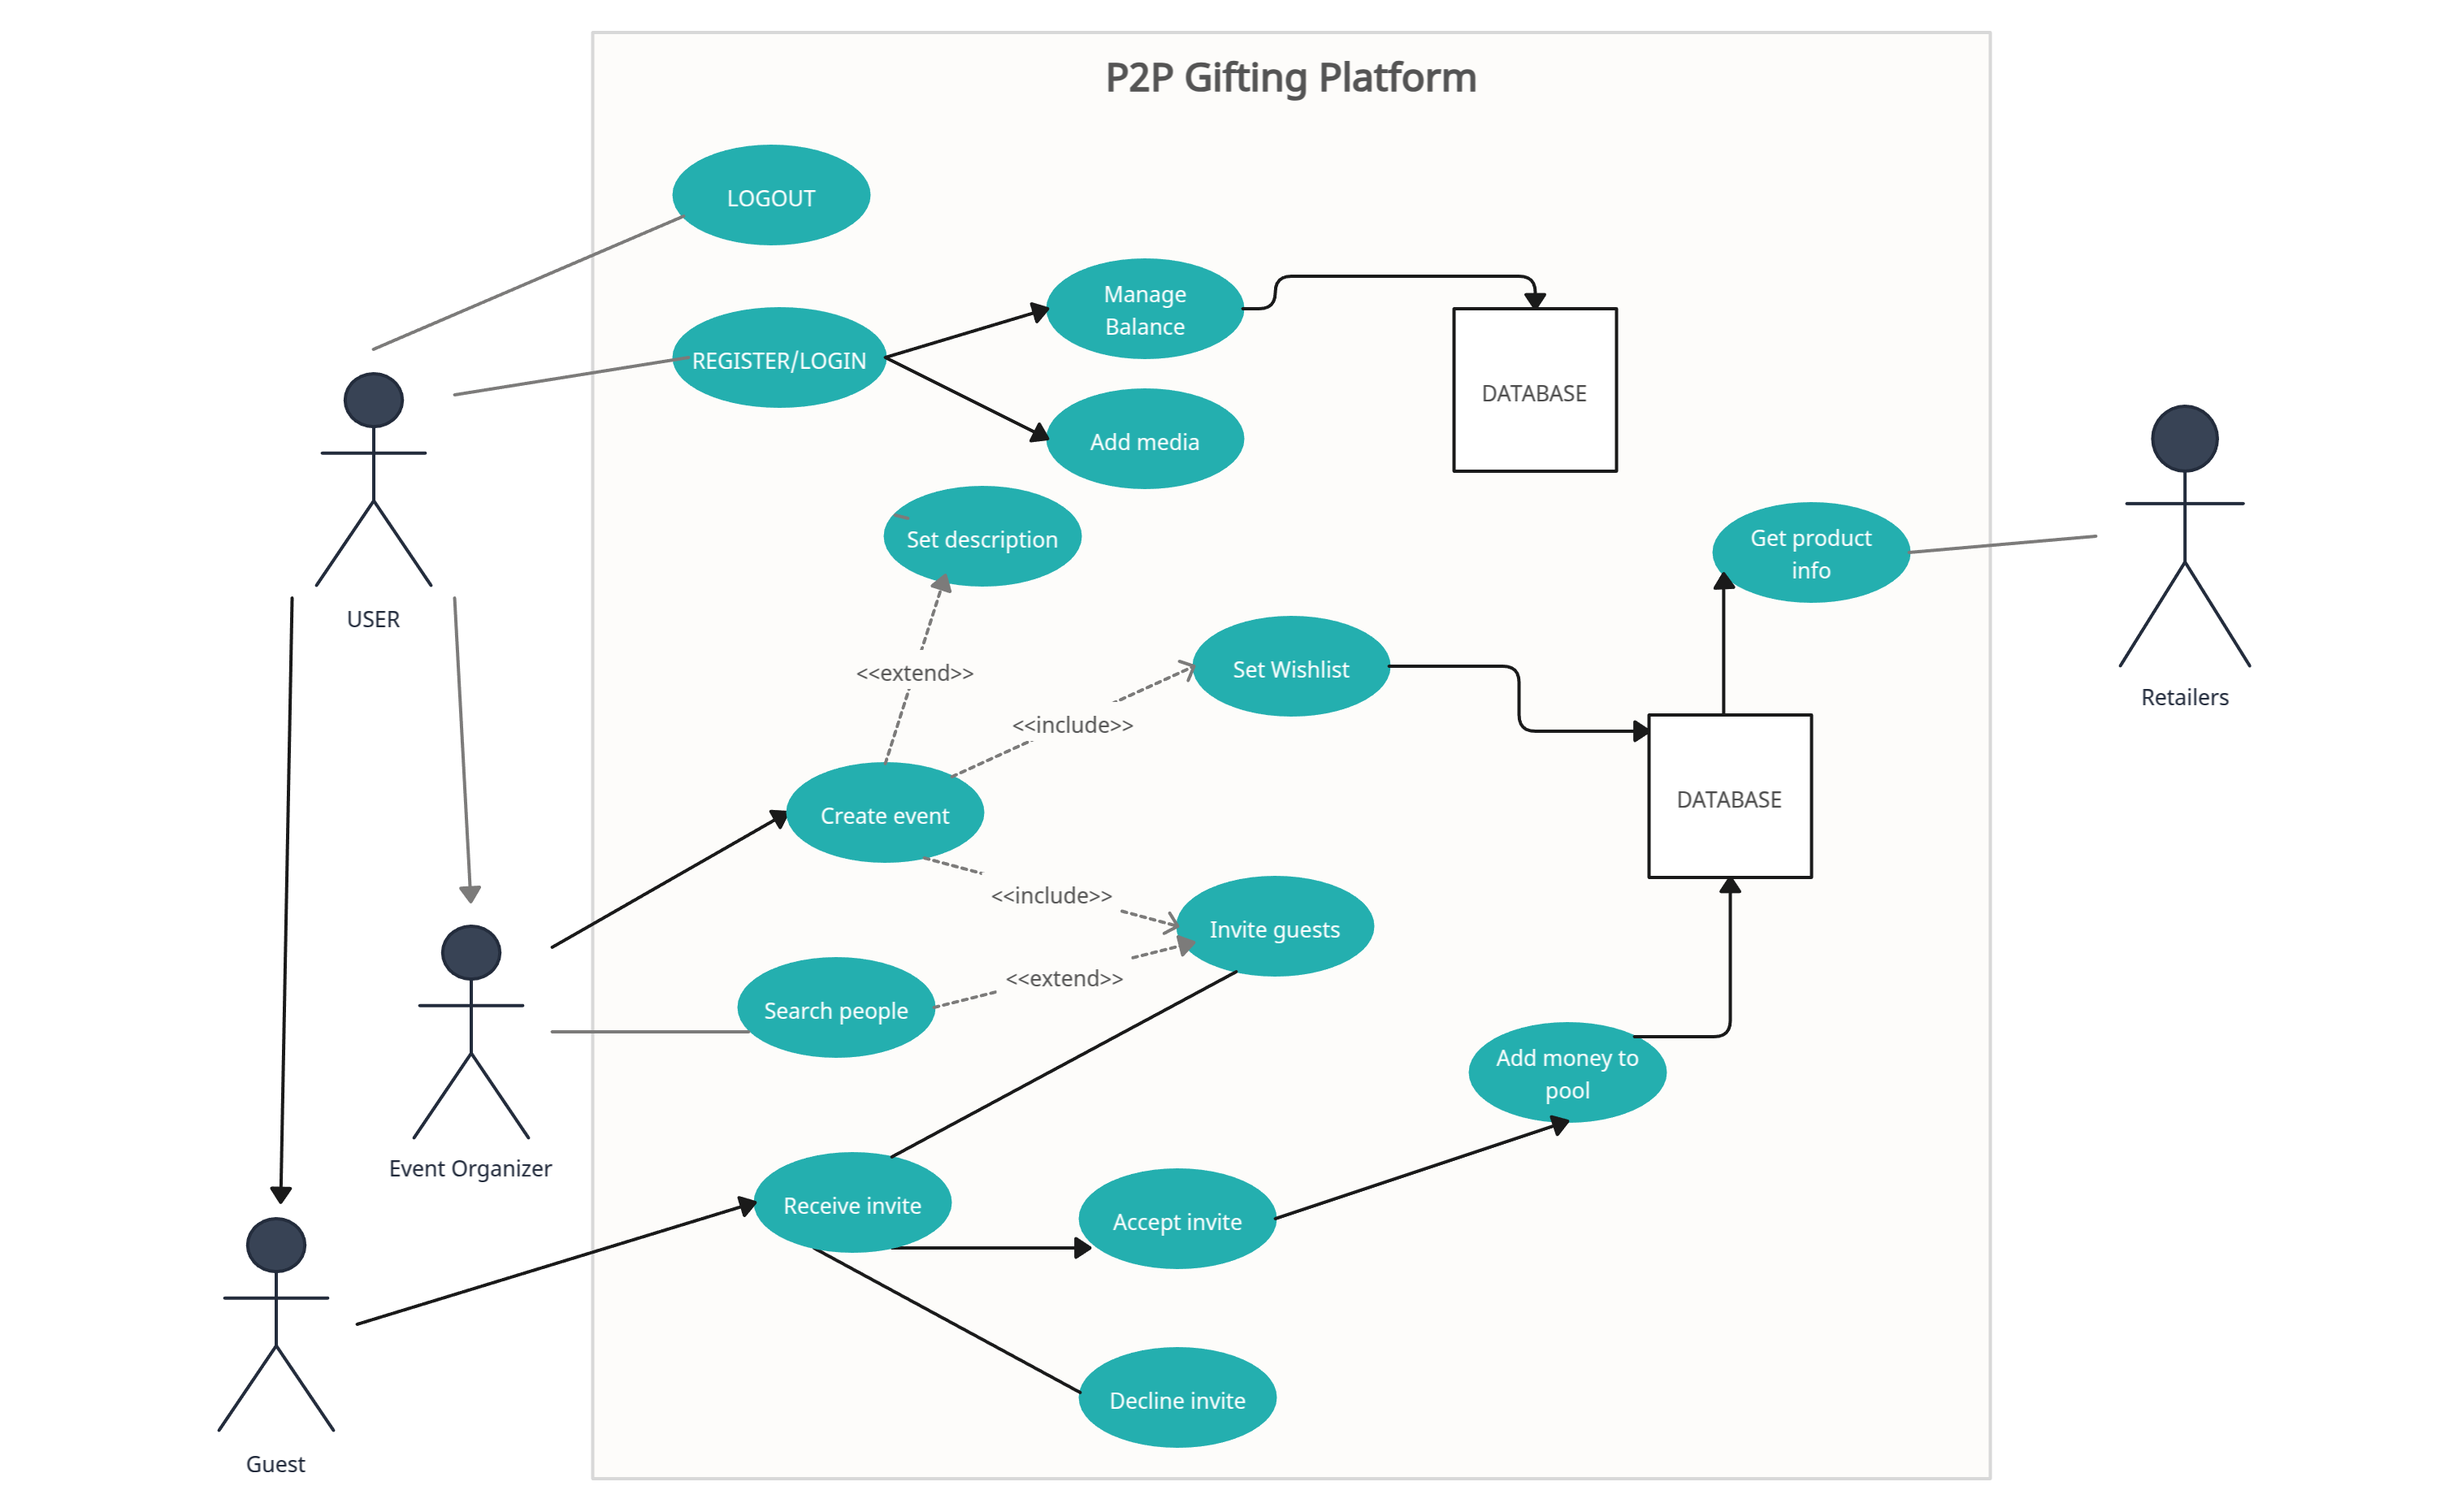 P2P Gifting Platform
LOGOUT
Manage
Balance
REGISTER/LOGIN
DATABASE
Add media
Set description
Get product
info
USER
<<extend>>
Set Wishlist
Retailers
<<include>>
Create event
DATABASE
<<include>>
Invite guests
<<extend>>
Search people
Add money to
pool
Event Organizer
Receive invite
Accept invite
Decline invite
Guest